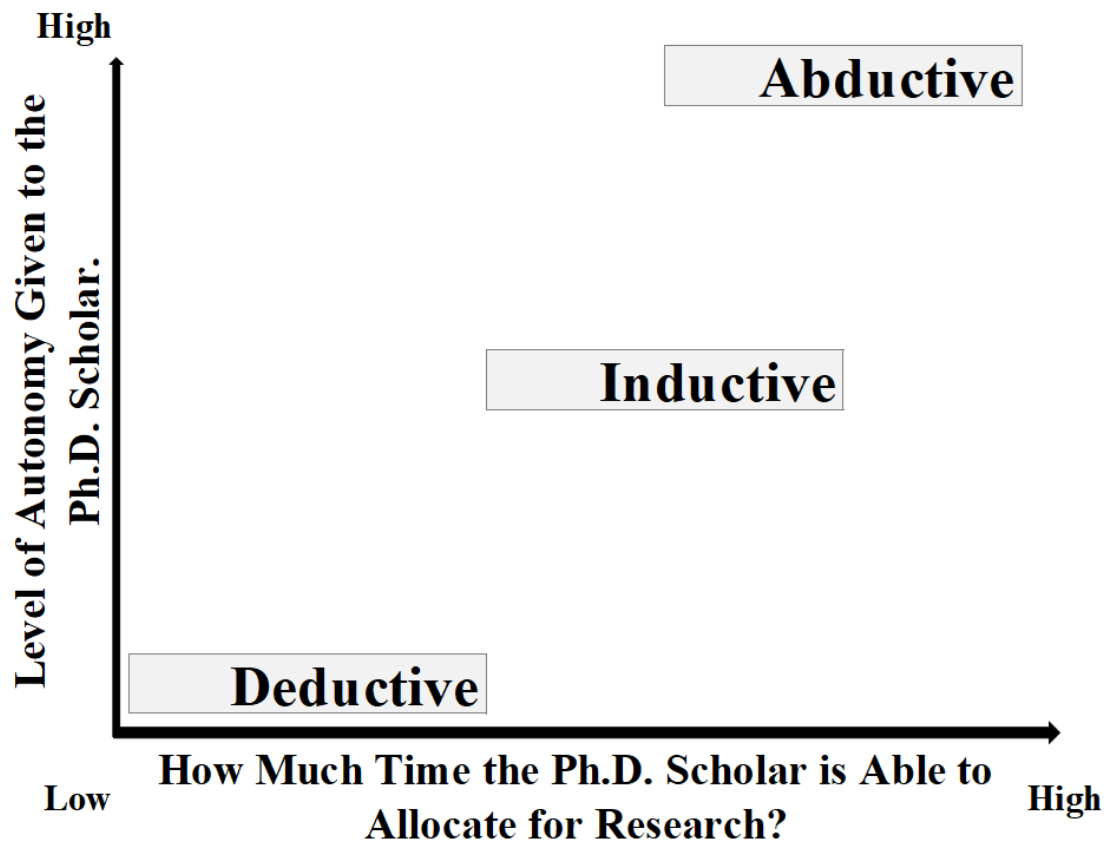 High
Level of Autonomy Given to the
Ph.D. Scholar.
Abductive
Inductive
Deductive
How Much Time the Ph.D. Scholar is Able to
Allocate for Research?
Low
High